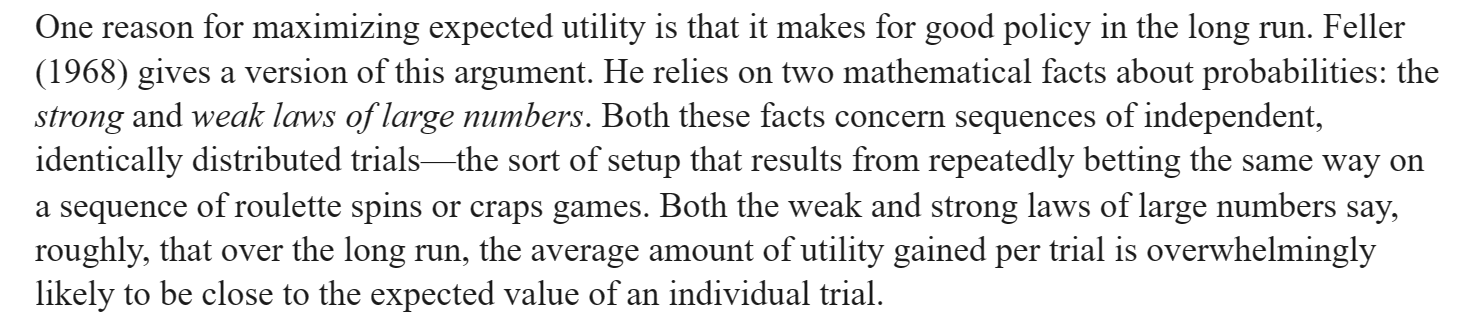 One reason for maximizing expected utility is that it makes for good policy in the long run. Feller
(1968) gives a version of this argument. He relies on two mathematical facts about probabilities: the
strong and weak laws of large numbers. Both these facts concern sequences of independent,
identically distributed trials—the sort of setup that results from repeatedly betting the same way on
a sequence of roulette spins or craps games. Both the weak and strong laws of large numbers say,
roughly, that over the long run, the average amount of utility gained per trial is overwhelmingly
likely to be close to the expected value of an individual trial.